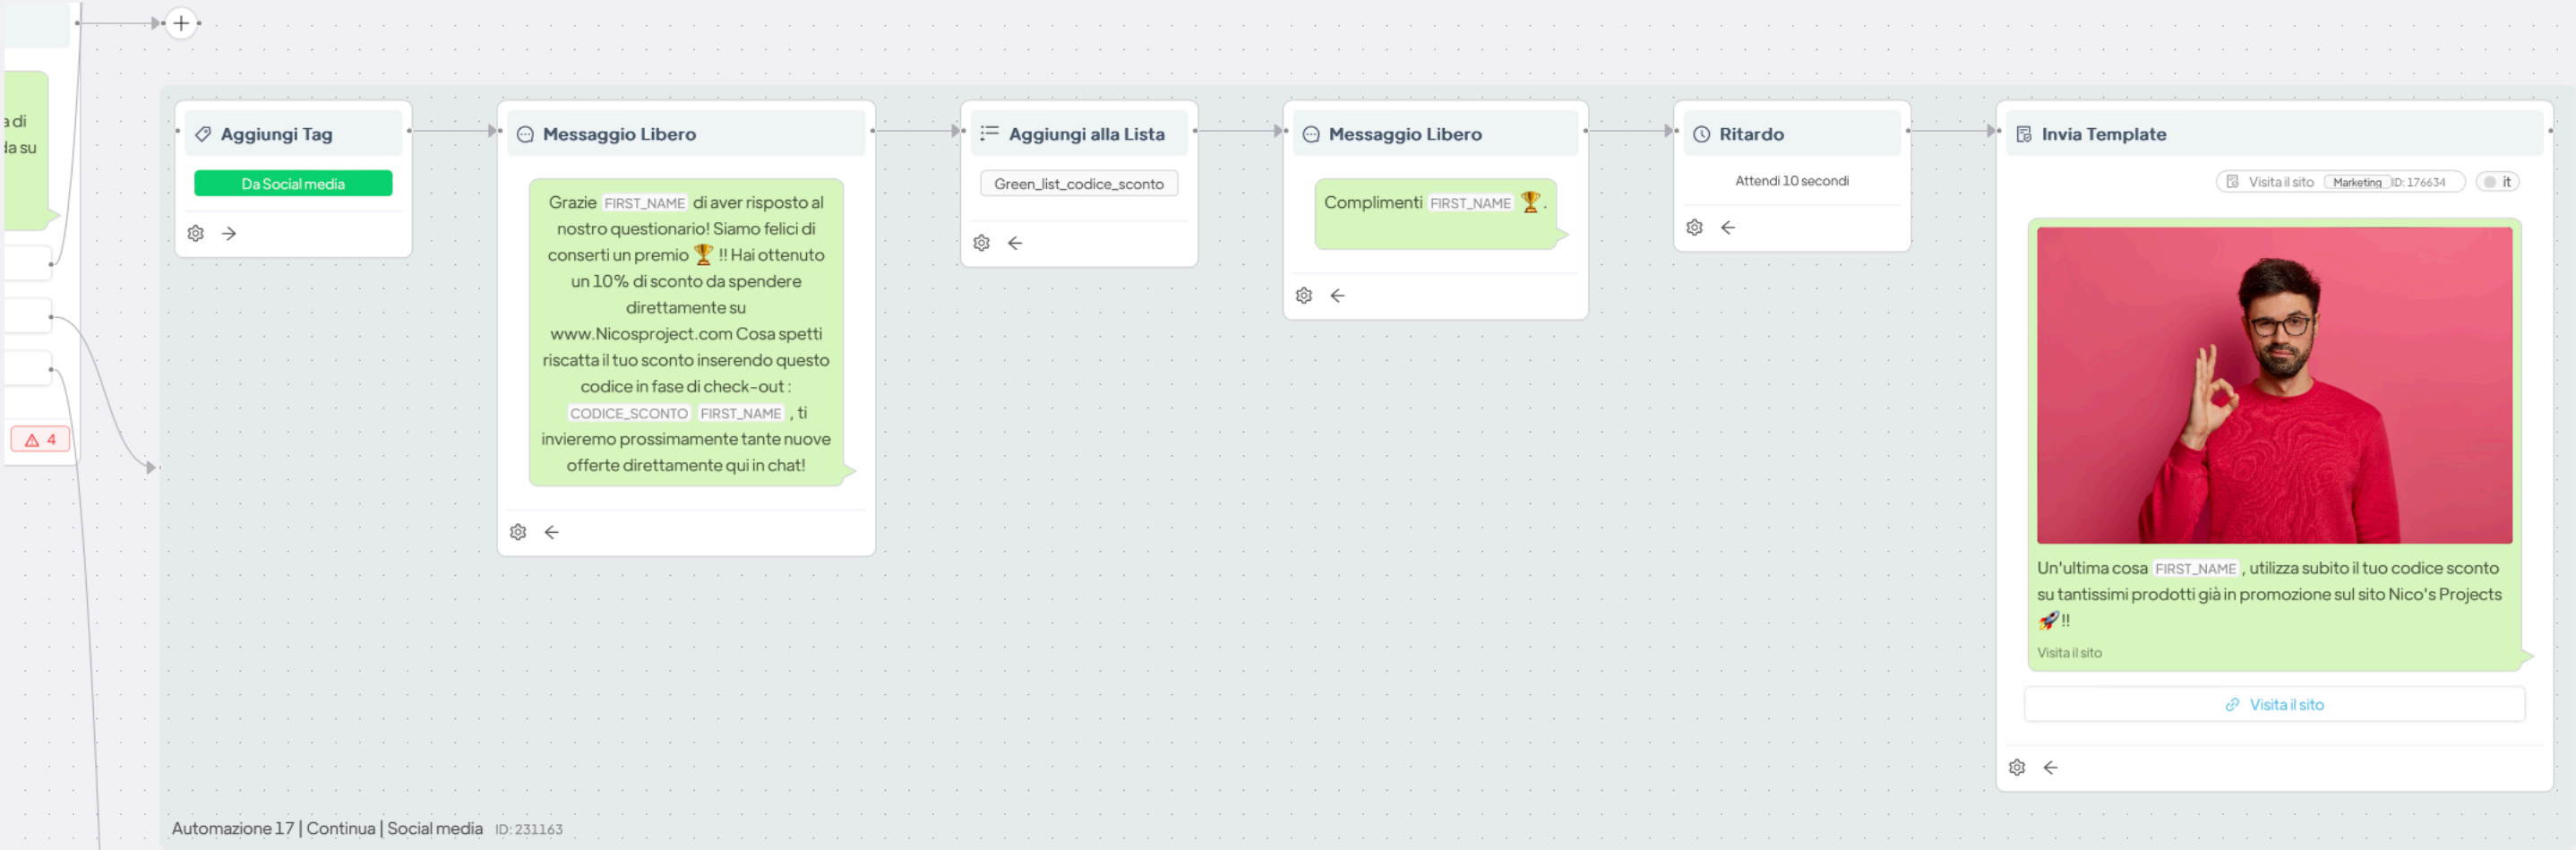 a di
da su
4
Aggiungi Tag
Da Social media
Messaggio Libero
Grazie FIRST_NAME di aver risposto al
nostro questionario! Siamo felici di
conserti un premio 🏆 !! Hai ottenuto
un 10% di sconto da spendere
direttamente su
www.Nicosproject.com Cosa spetti
riscatta il tuo sconto inserendo questo
codice in fase di check-out :
CODICE_SCONTO FIRST_NAME , ti
invieremo prossimamente tante nuove
offerte direttamente qui in chat!
Aggiungi alla Lista
Green_list_codice_sconto
Messaggio Libero
Complimenti FIRST_NAME 🏆 .
Ritardo
Attendi 10 secondi
Invia Template
Visita il sito Marketing ID: 176634 it
Un'ultima cosa FIRST_NAME , utilizza subito il tuo codice sconto
su tantissimi prodotti già in promozione sul sito Nico's Projects
🚀 !!
Visita il sito
Visita il sito
Automazione 17 | Continua | Social media ID: 231163